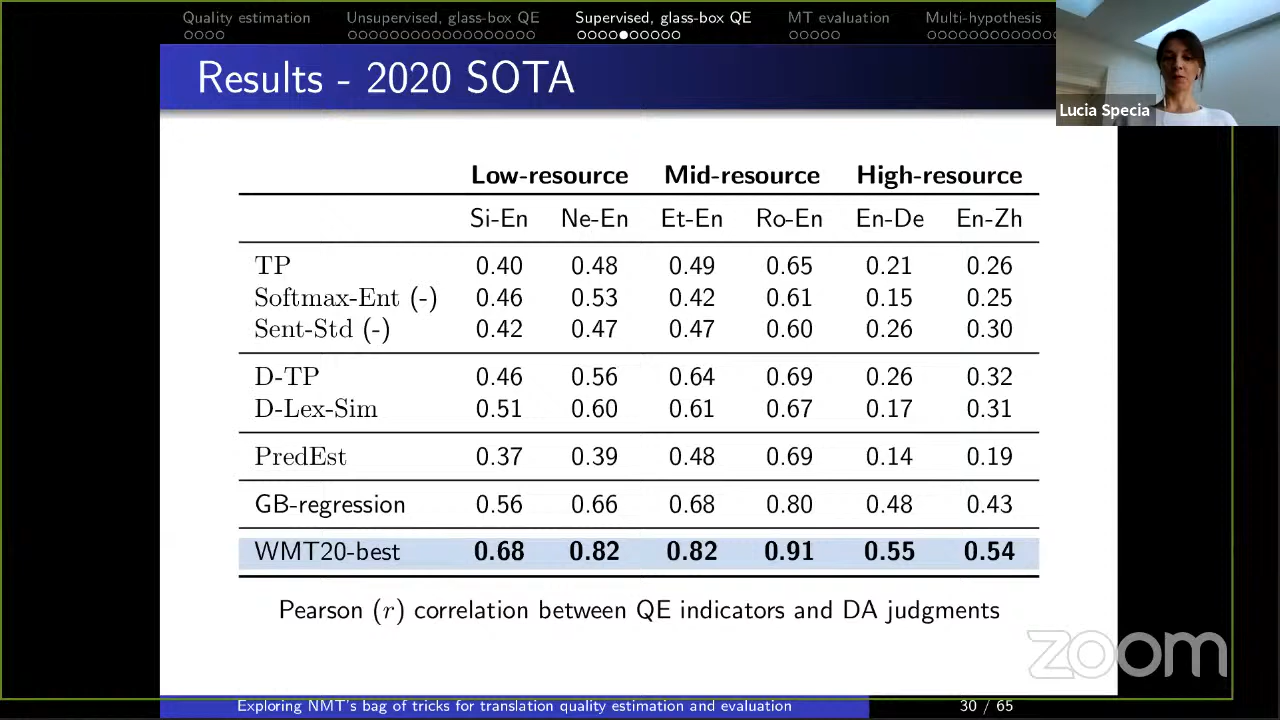 Quality estimation Unsupervised, glass-box QE Supervised, glass-box QE MT evaluation Multi-hypothesis
Lucia Specia
Results - 2020 SOTA
Low-resource Mid-resource High-resource
Si-En Ne-En Et-En Ro-En En-De En-Zh
TP 0.40 0.48 0.49 0.65 0.21 0.26
Softmax-Ent (-) 0.46 0.53 0.42 0.61 0.15 0.25
Sent-Std (-) 0.42 0.47 0.47 0.60 0.26 0.30
D-TP 0.46 0.56 0.64 0.69 0.26 0.32
D-Lex-Sim 0.51 0.60 0.61 0.67 0.17 0.31
PredEst 0.37 0.39 0.48 0.69 0.14 0.19
GB-regression 0.56 0.66 0.68 0.80 0.48 0.43
WMT20-best 0.68 0.82 0.82 0.91 0.55 0.54
Pearson (r) correlation between QE indicators and DA judgments
zoom
Exploring NMT's bag of tricks for translation quality estimation and evaluation 30 / 65